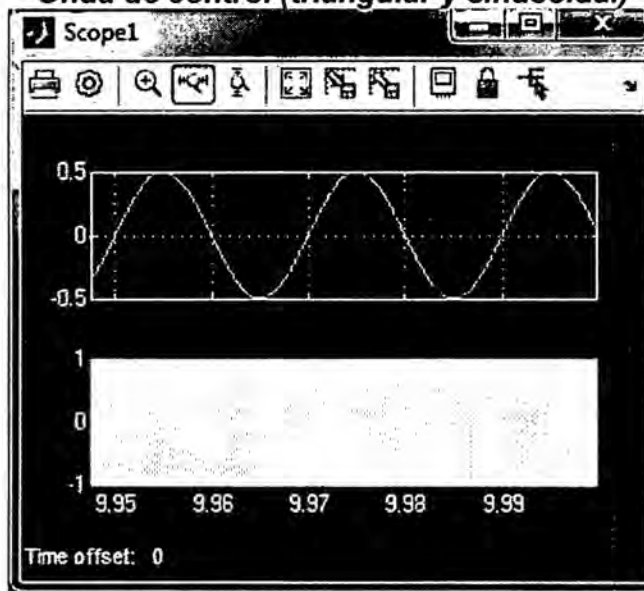 Onda de control (triangular y sinusoidal)
Scope1
0.5
0
-0.5
1
0
-1
9.95 9.96 9.97 9.98 9.99
Time offset: 0